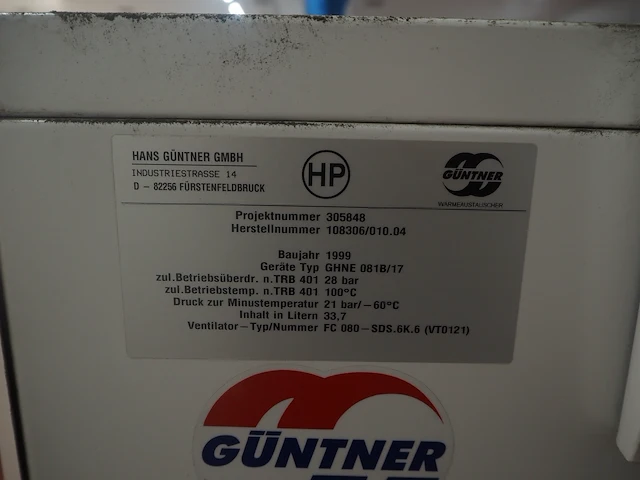 HANS GÜNTNER GMBH
INDUSTRIESTRASSE 14
D - 82256 FÜRSTENFELDBRUCK
HP
GÜNTNER
WÄRMEAUSTAUSCHER
Projektnummer 305848
Herstellnummer 108306/010.04
Baujahr 1999
Geräte Typ GHNE 081B/17
zul.Betriebsüberdr. n.TRB 401 28 bar
zul.Betriebstemp. n.TRB 401 100°C
Druck zur Minustemperatur 21 bar/-60°C
Inhalt in Litern 33,7
Ventilator-Typ/Nummer FC 080-SDS.6K.6 (VT0121)
GÜNTNER